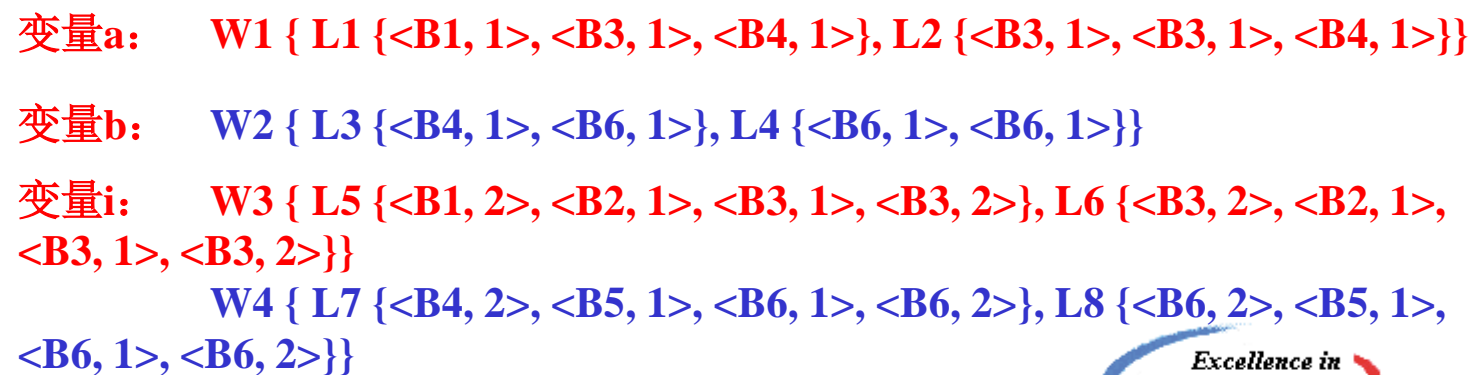 变量a： W1 { L1 {<B1, 1>, <B3, 1>, <B4, 1>}, L2 {<B3, 1>, <B3, 1>, <B4, 1>}}
变量b： W2 { L3 {<B4, 1>, <B6, 1>}, L4 {<B6, 1>, <B6, 1>}}
变量i： W3 { L5 {<B1, 2>, <B2, 1>, <B3, 1>, <B3, 2>}, L6 {<B3, 2>, <B2, 1>,
<B3, 1>, <B3, 2>}}
W4 { L7 {<B4, 2>, <B5, 1>, <B6, 1>, <B6, 2>}, L8 {<B6, 2>, <B5, 1>,
<B6, 1>, <B6, 2>}}
Excellence in